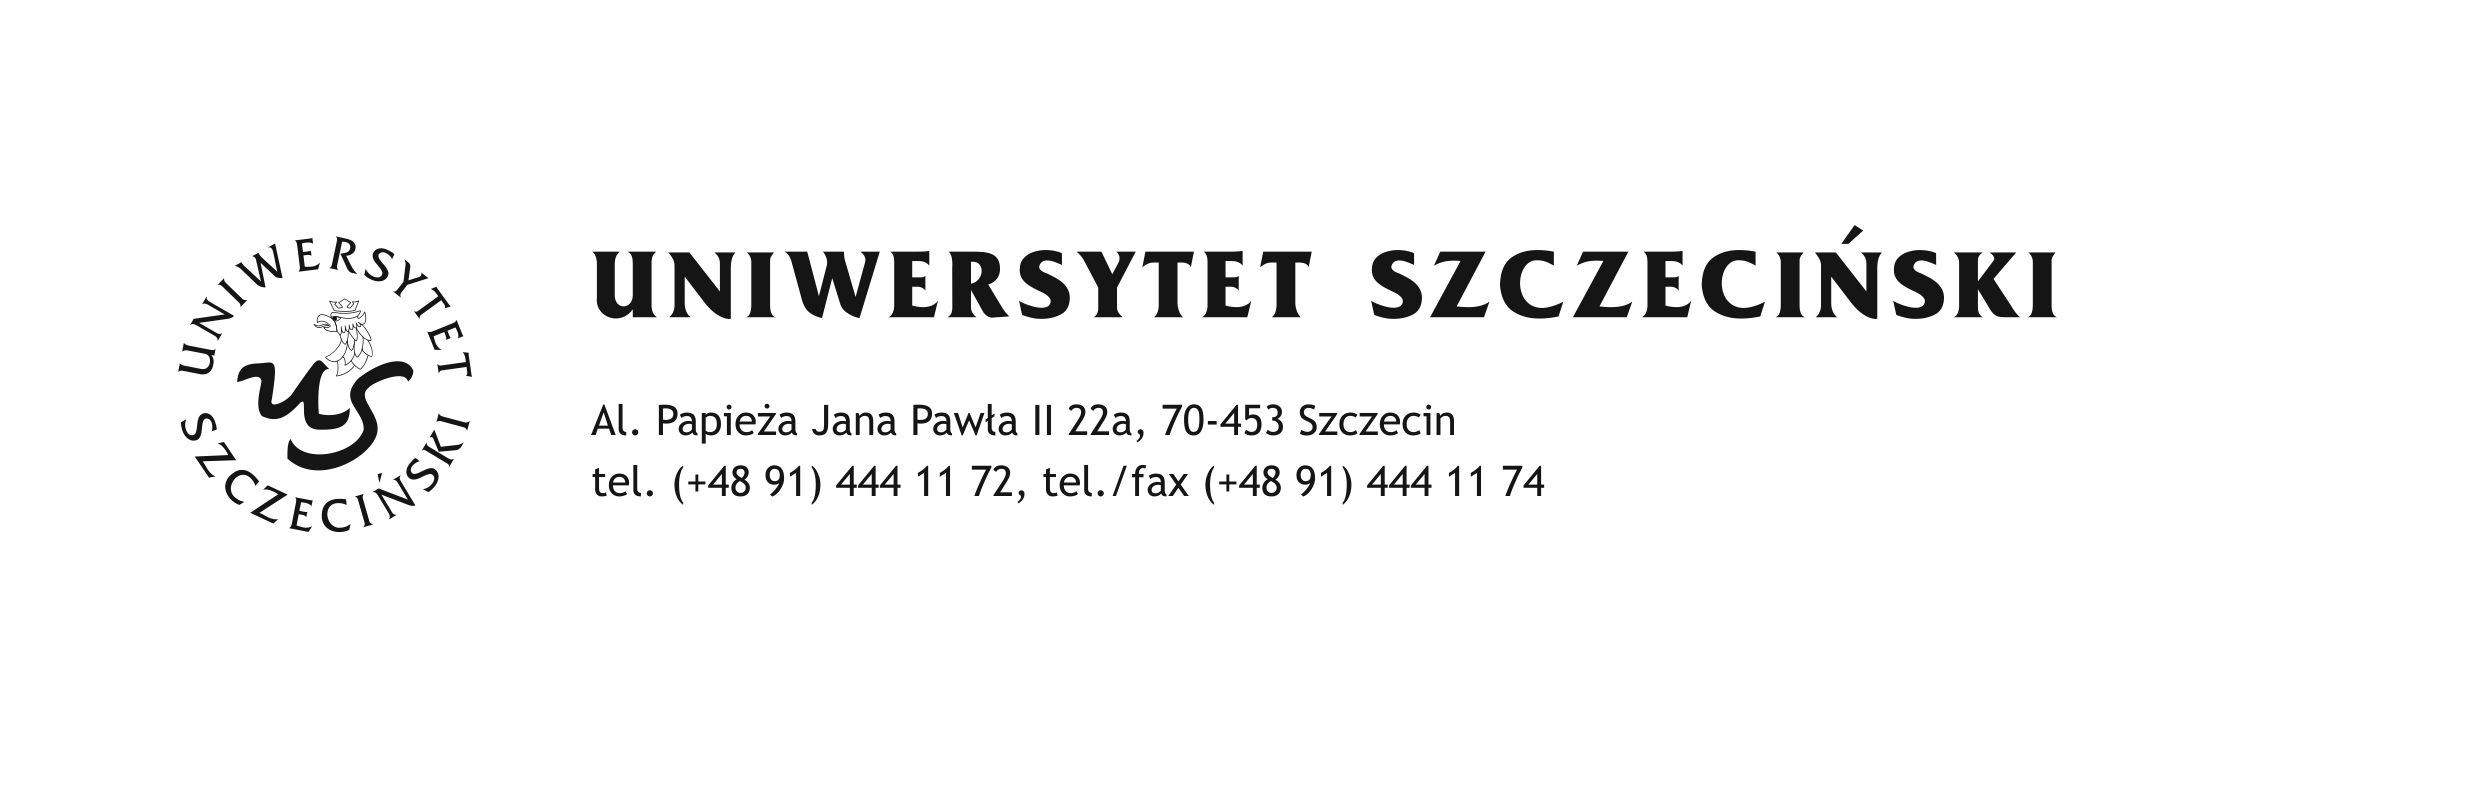 UNIWERSYTET SZCZECIŃSKI
us
UNIWERSYTET SZCZECIŃSKI
Al. Papieża Jana Pawła II 22a, 70-453 Szczecin
tel. (+48 91) 444 11 72, tel./fax (+48 91) 444 11 74